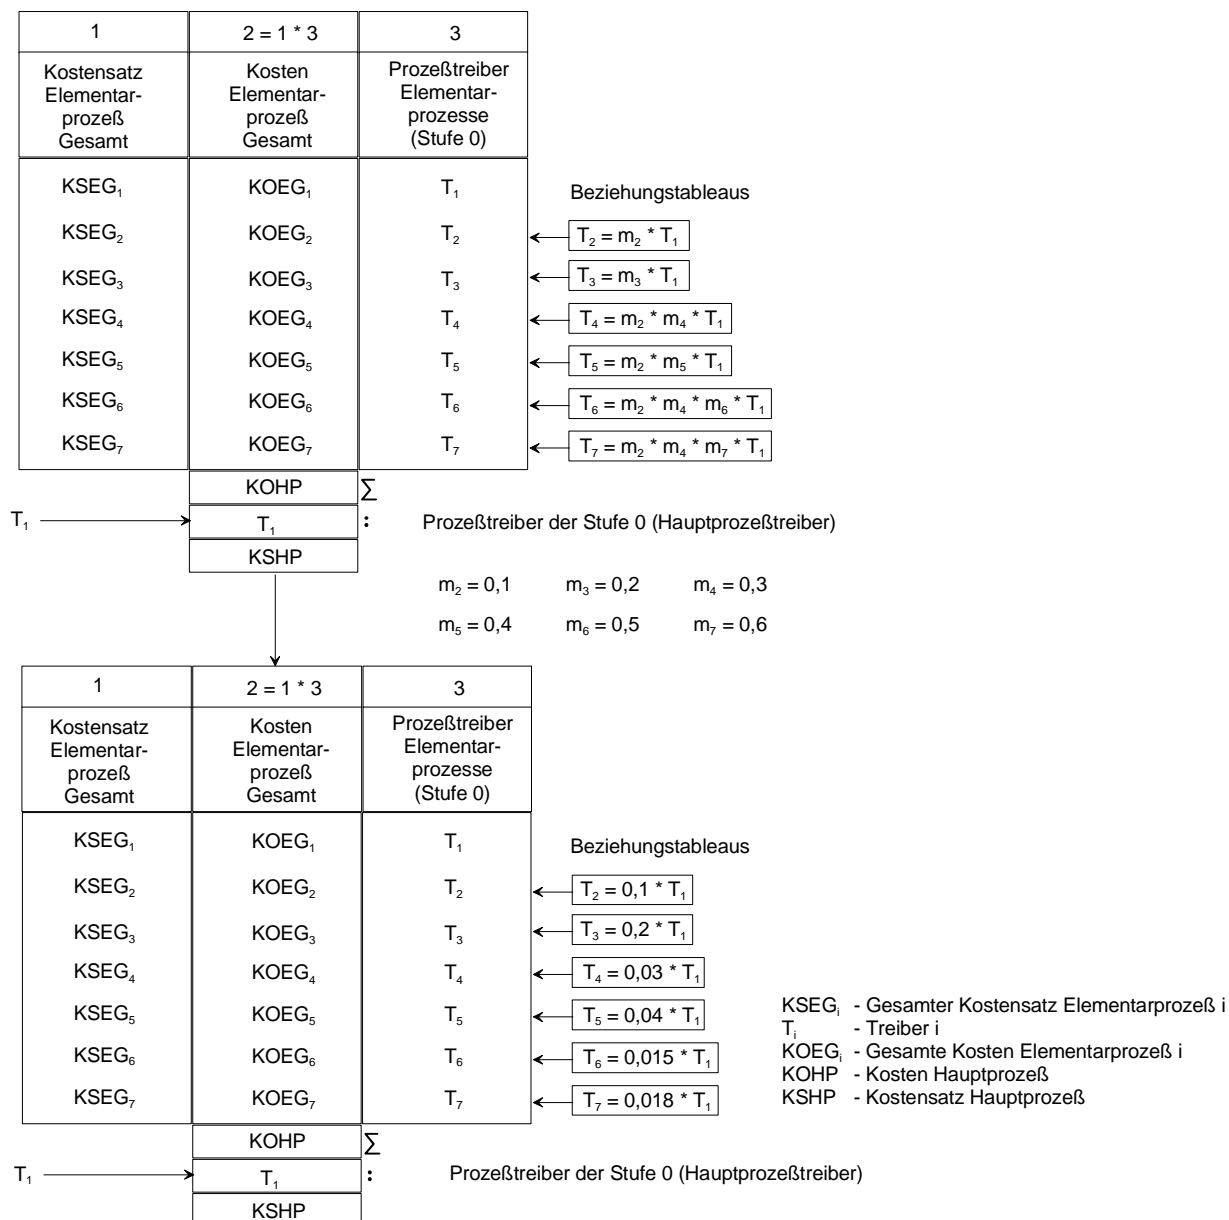 1 2 = 1 * 3 3
Kostensatz Elementar-prozeß Gesamt
Kosten Elementar-prozeß Gesamt
Prozeßtreiber Elementar-prozesse (Stufe 0)
KSEG₁ KOEG₁ T₁ Beziehungstableaus
KSEG₂ KOEG₂ T₂ T₂ = m₂ * T₁
KSEG₃ KOEG₃ T₃ T₃ = m₃ * T₁
KSEG₄ KOEG₄ T₄ T₄ = m₂ * m₄ * T₁
KSEG₅ KOEG₅ T₅ T₅ = m₂ * m₅ * T₁
KSEG₆ KOEG₆ T₆ T₆ = m₂ * m₄ * m₆ * T₁
KSEG₇ KOEG₇ T₇ T₇ = m₂ * m₄ * m₇ * T₁
KOHP ∑
T₁ T₁ : Prozeßtreiber der Stufe 0 (Hauptprozeßtreiber)
KSHP
m₂ = 0,1 m₃ = 0,2 m₄ = 0,3
m₅ = 0,4 m₆ = 0,5 m₇ = 0,6
1 2 = 1 * 3 3
Kostensatz Elementar-prozeß Gesamt
Kosten Elementar-prozeß Gesamt
Prozeßtreiber Elementar-prozesse (Stufe 0)
KSEG₁ KOEG₁ T₁ Beziehungstableaus
KSEG₂ KOEG₂ T₂ T₂ = 0,1 * T₁
KSEG₃ KOEG₃ T₃ T₃ = 0,2 * T₁
KSEG₄ KOEG₄ T₄ T₄ = 0,03 * T₁
KSEG₅ KOEG₅ T₅ T₅ = 0,04 * T₁
KSEG₆ KOEG₆ T₆ T₆ = 0,015 * T₁
KSEG₇ KOEG₇ T₇ T₇ = 0,018 * T₁
KSEGᵢ - Gesamter Kostensatz Elementarprozeß i
Tᵢ - Treiber i
KOEGᵢ - Gesamte Kosten Elementarprozeß i
KOHP - Kosten Hauptprozeß
KSHP - Kostensatz Hauptprozeß
KOHP ∑
T₁ T₁ : Prozeßtreiber der Stufe 0 (Hauptprozeßtreiber)
KSHP